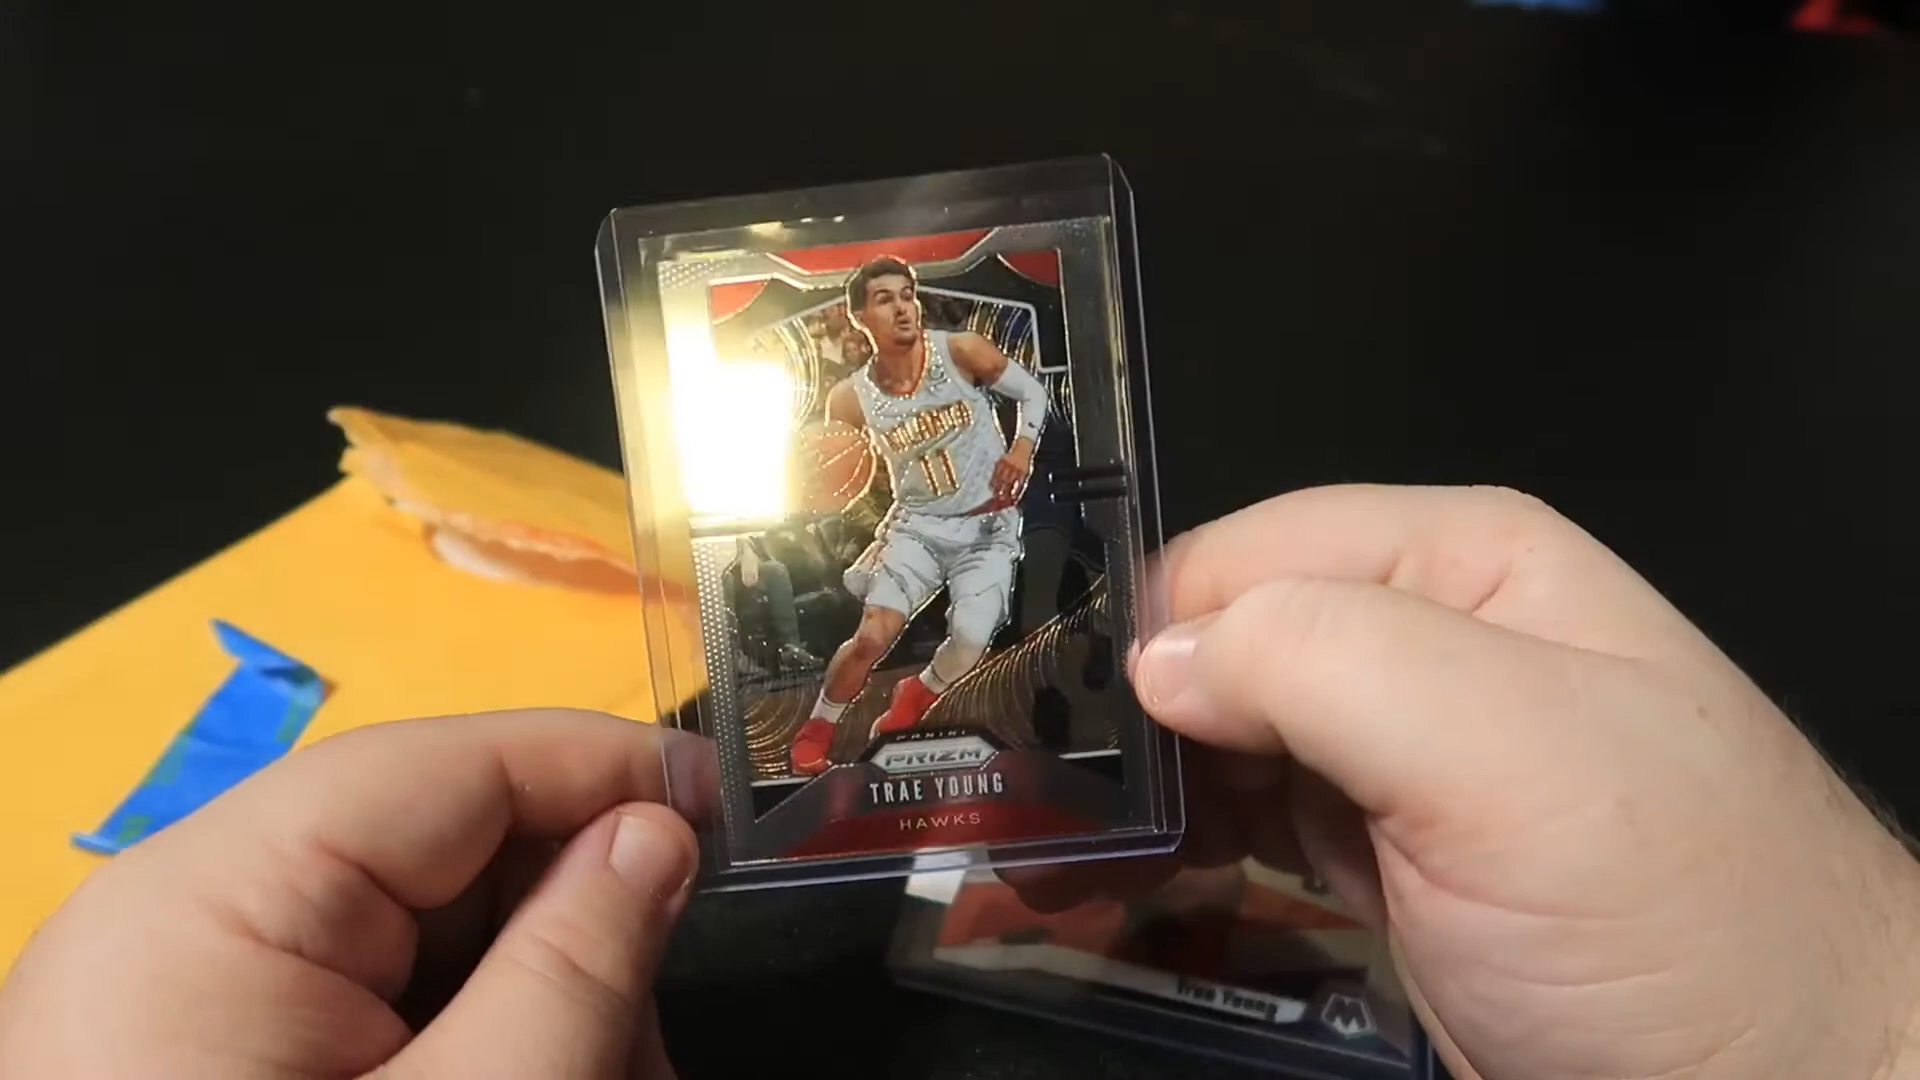 11
PANINI
PRIZM
TRAE YOUNG
HAWKS
Trae Young